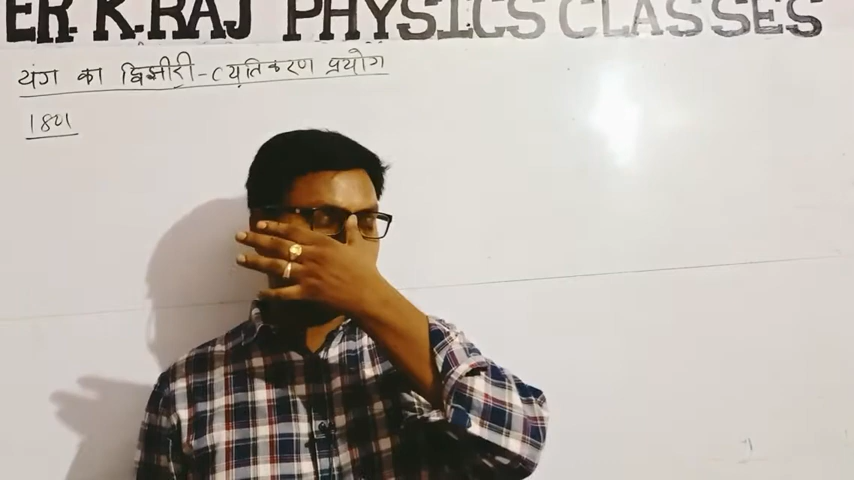 ER K.RAJ PHYSICS CLASSES
यंग का द्विझीरी-व्यतिकरण प्रयोग
1801